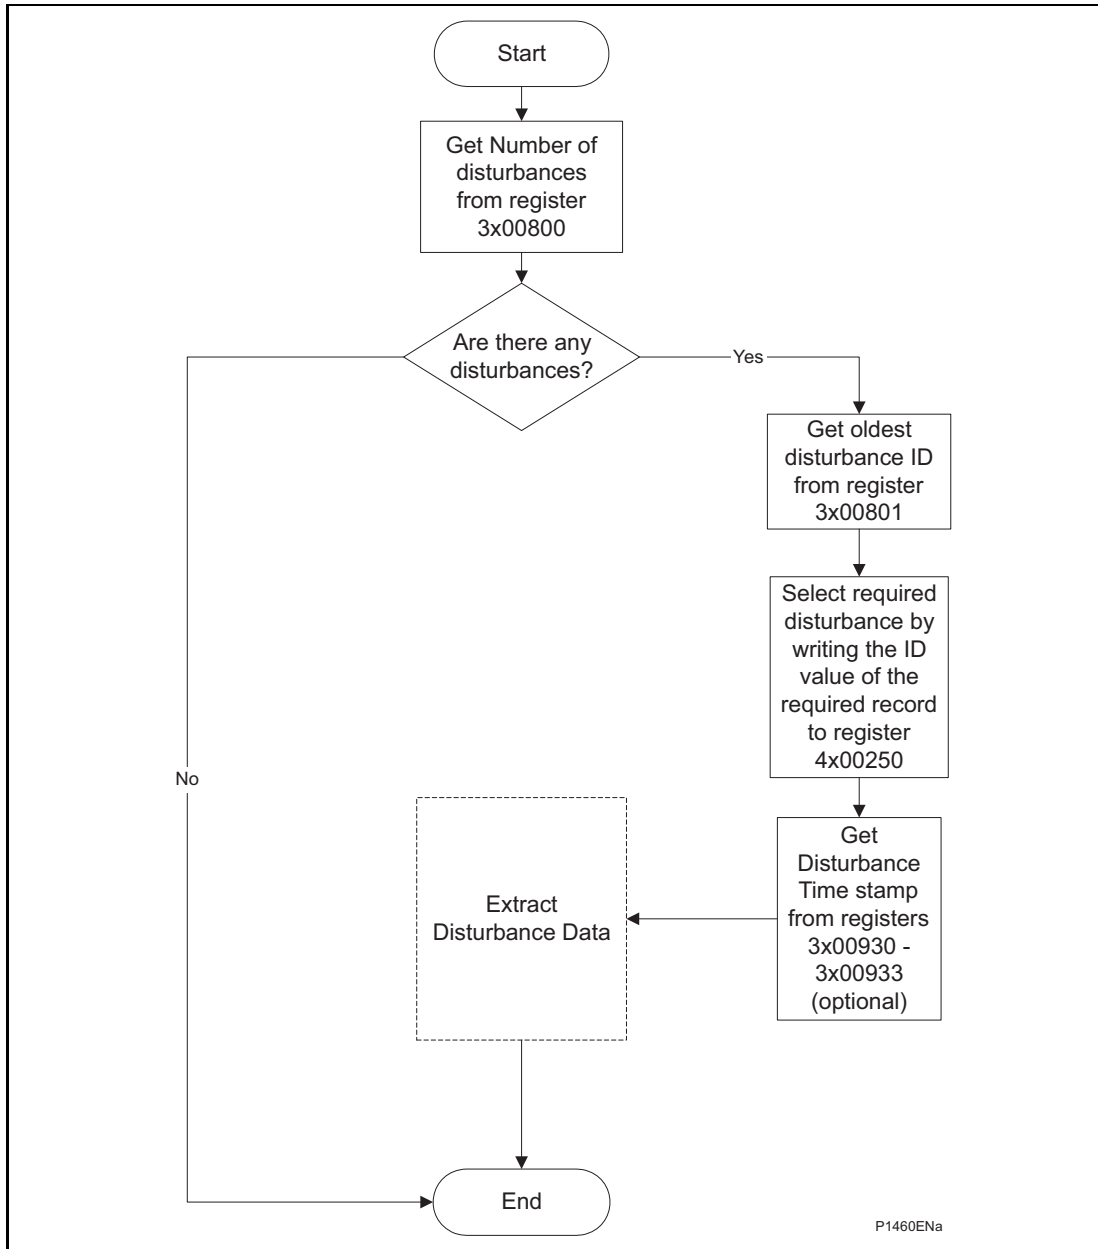 Start
Get Number of
disturbances
from register
3x00800
Are there any
disturbances?
Yes
Get oldest
disturbance ID
from register
3x00801
Select required
disturbance by
writing the ID
value of the
required record
to register
4x00250
No
Get
Disturbance
Time stamp
from registers
3x00930 -
3x00933
(optional)
Extract
Disturbance Data
End
P1460ENa